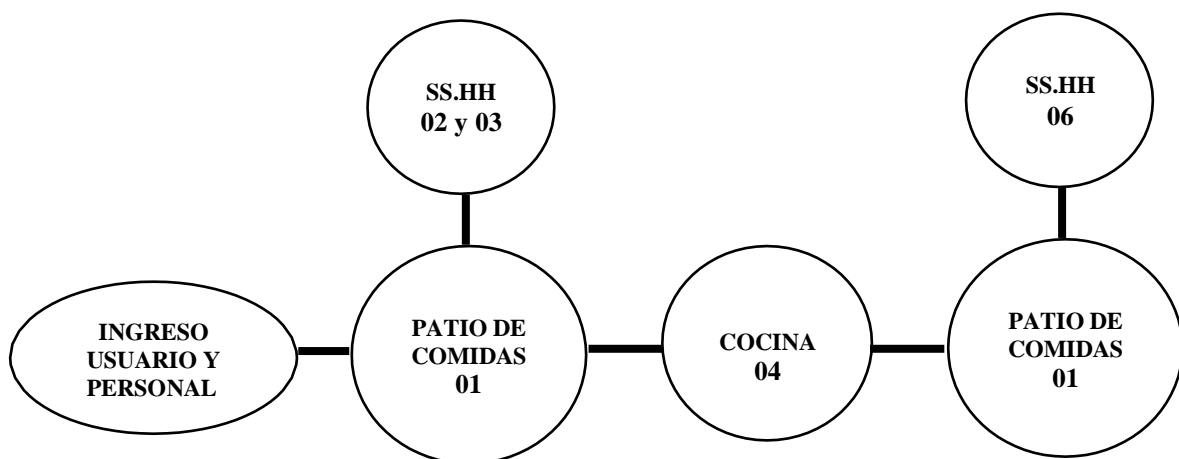 SS.HH
02 y 03
SS.HH
06
INGRESO
USUARIO Y
PERSONAL
PATIO DE
COMIDAS
01
COCINA
04
PATIO DE
COMIDAS
01